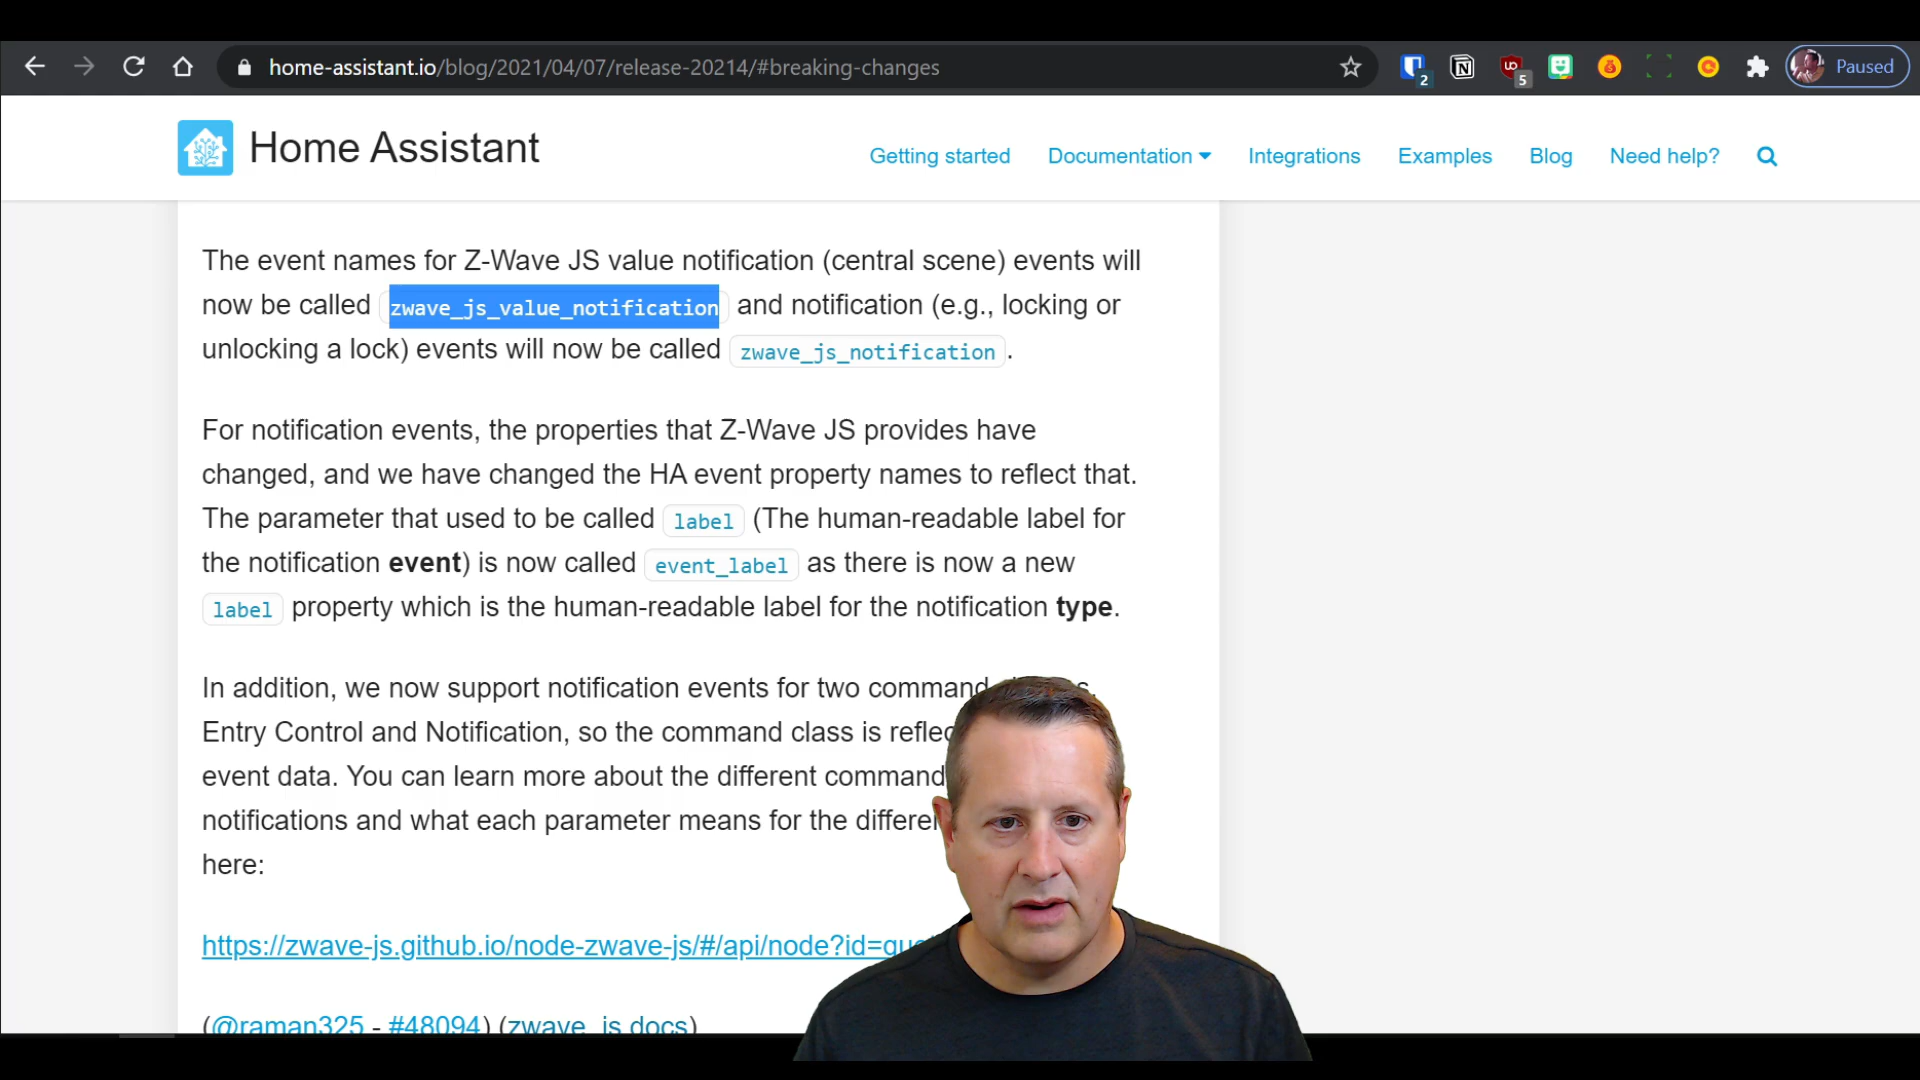 home-assistant.io/blog/2021/04/07/release-20214/#breaking-changes
2
5
Paused
Home Assistant
Getting started
Documentation
Integrations
Examples
Blog
Need help?
The event names for Z-Wave JS value notification (central scene) events will
now be called zwave_js_value_notification and notification (e.g., locking or
unlocking a lock) events will now be called zwave_js_notification.
For notification events, the properties that Z-Wave JS provides have
changed, and we have changed the HA event property names to reflect that.
The parameter that used to be called label (The human-readable label for
the notification event) is now called event_label as there is now a new
label property which is the human-readable label for the notification type.
In addition, we now support notification events for two command
Entry Control and Notification, so the command class is
event data. You can learn more about the different command
notifications and what each parameter means for the
here:
https://zwave-js.github.io/node-zwave-js/#/api/node?id=
(@raman325 - #48094) (zwave_js docs)